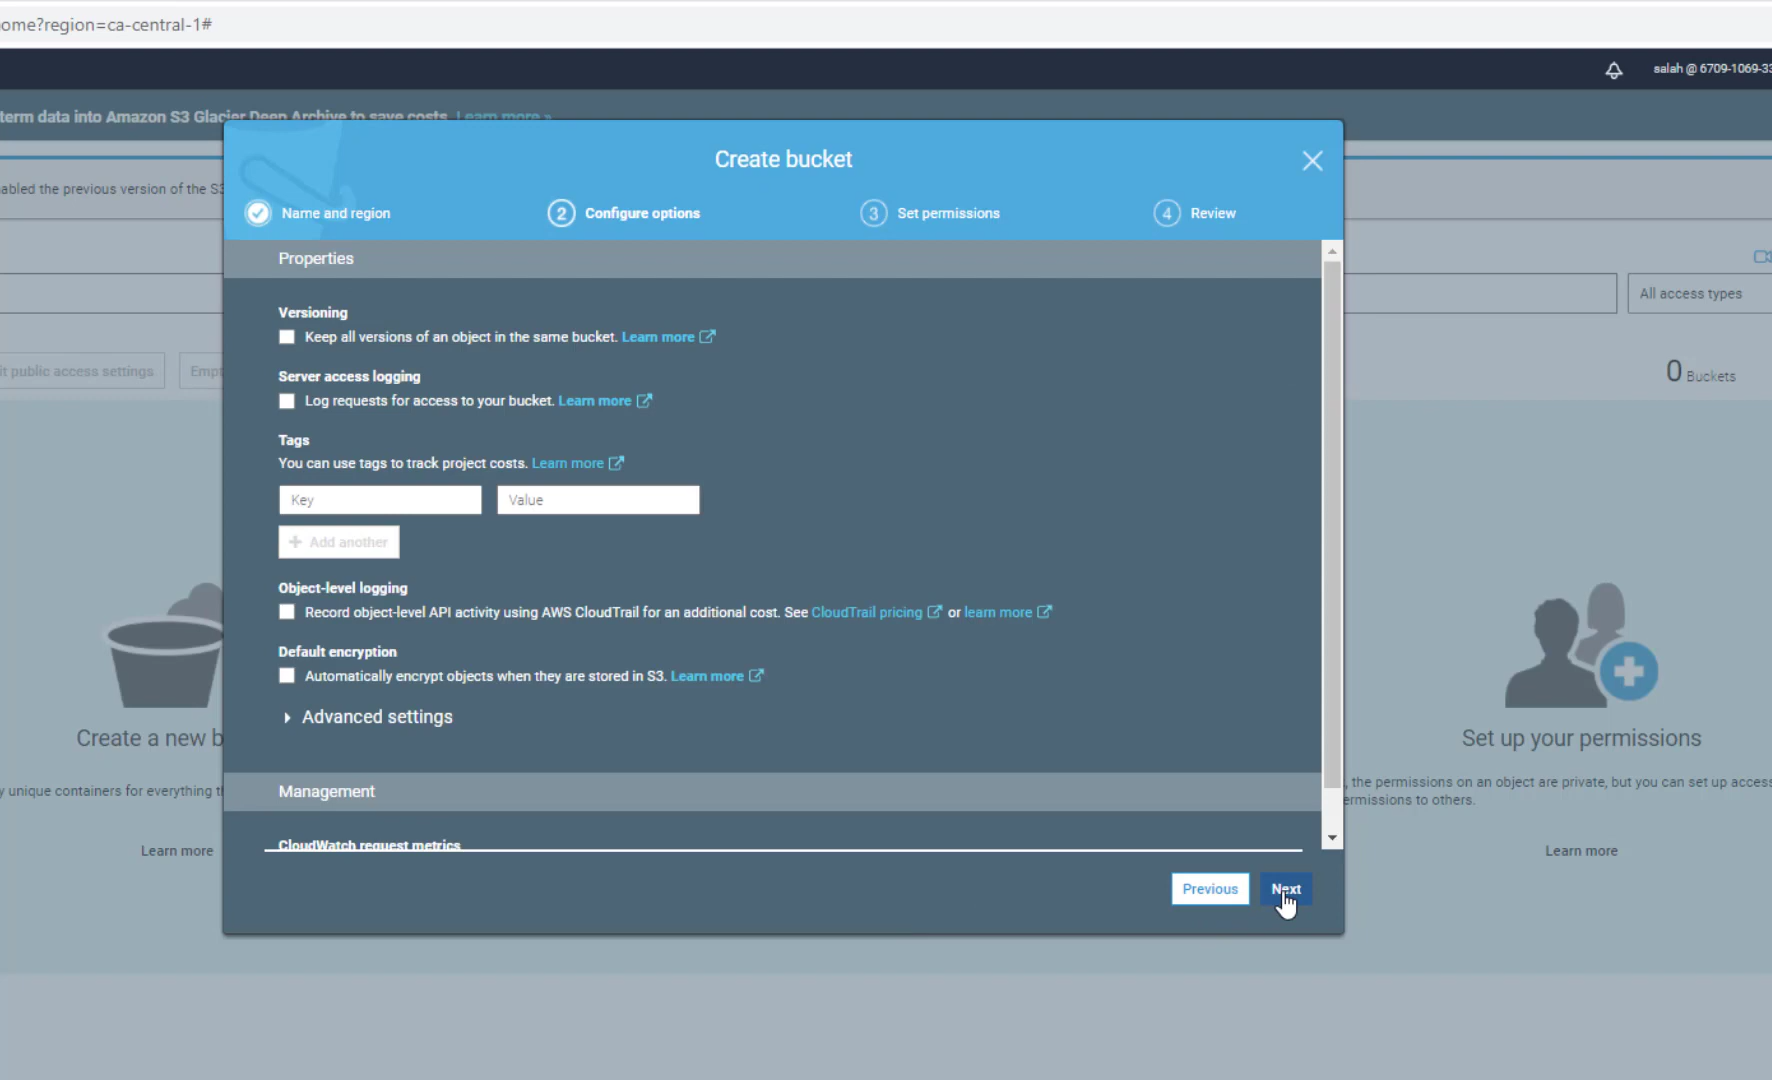 ome?region=ca-central-1#
salah @ 6709-1069-33
term data into Amazon S3 Glacier Deep Archive to save costs. Learn more »
Create bucket
abled the previous version of the S3
Name and region
2 Configure options
3 Set permissions
4 Review
Properties
Versioning
Keep all versions of an object in the same bucket. Learn more
All access types
Server access logging
it public access settings
Empt
0 Buckets
Log requests for access to your bucket. Learn more
Tags
You can use tags to track project costs. Learn more
Key
Value
+ Add another
Object-level logging
Record object-level API activity using AWS CloudTrail for an additional cost. See CloudTrail pricing or learn more
Default encryption
Automatically encrypt objects when they are stored in S3. Learn more
Advanced settings
Create a new b
Set up your permissions
y unique containers for everything t
Management
, the permissions on an object are private, but you can set up access
ermissions to others.
CloudWatch request metrics
Learn more
Learn more
Previous
Next